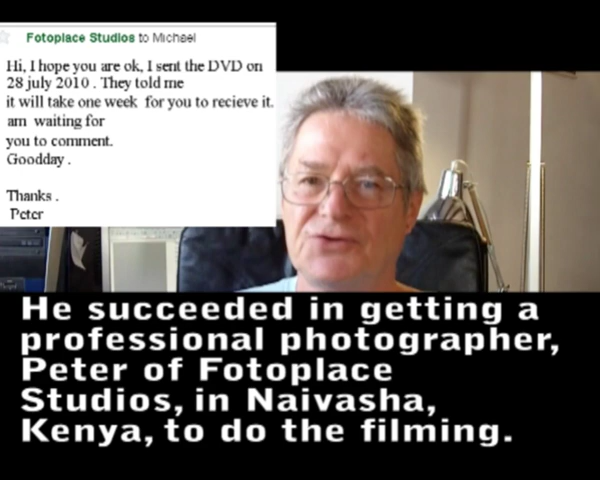 Fotoplace Studios to Michael
Hi, I hope you are ok, I sent the DVD on
28 july 2010 . They told me
it will take one week for you to recieve it.
am waiting for
you to comment.
Goodday .
Thanks .
Peter
He succeeded in getting a
professional photographer,
Peter of Fotoplace
Studios, in Naivasha,
Kenya, to do the filming.